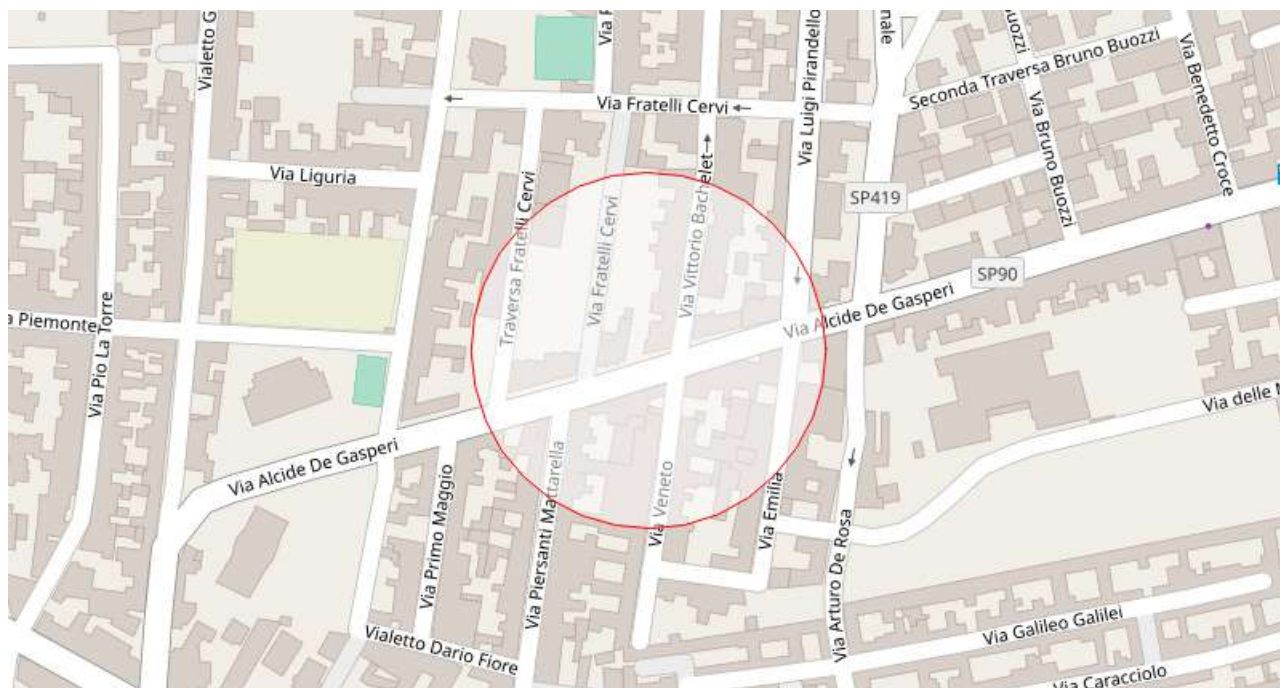 Vialetto G
Via F
Via Luigi Pirandello
nale
Buozzi
Via Benedetto Croce
Seconda Traversa Bruno Buozzi
Via Fratelli Cervi
Via Bruno Buozzi
Via Liguria
SP419
Traversa Fratelli Cervi
Via Fratelli Cervi
Via Vittorio Bachelet
SP90
Via Alcide De Gasperi
a Piemonte
Via Pio La Torre
Via delle
Via Alcide De Gasperi
Via Primo Maggio
Via Piersanti Mattarella
Via Veneto
Via Emilia
Via Arturo De Rosa
Vialetto Dario Fiore
Via Galileo Galilei
Via Caracciolo